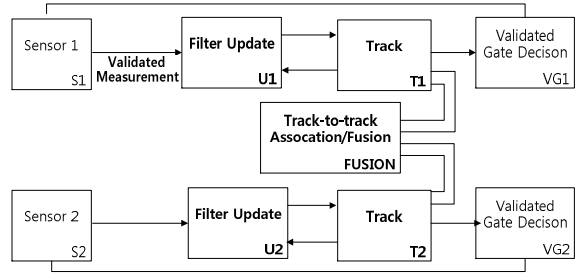 Sensor 1
S1
Validated
Measurement
Filter Update
U1
Track
T1
Validated
Gate Decison
VG1
Track-to-track
Assocation/Fusion
FUSION
Sensor 2
S2
Filter Update
U2
Track
T2
Validated
Gate Decison
VG2